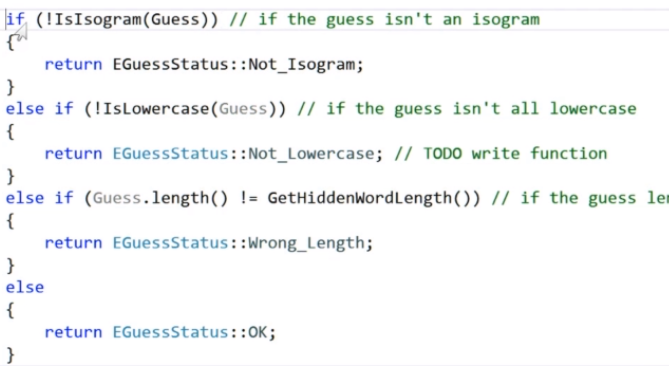 if (!IsIsogram(Guess)) // if the guess isn't an isogram
{
    return EGuessStatus::Not_Isogram;
}
else if (!IsLowercase(Guess)) // if the guess isn't all lowercase
{
    return EGuessStatus::Not_Lowercase; // TODO write function
}
else if (Guess.length() != GetHiddenWordLength()) // if the guess len
{
    return EGuessStatus::Wrong_Length;
}
else
{
    return EGuessStatus::OK;
}